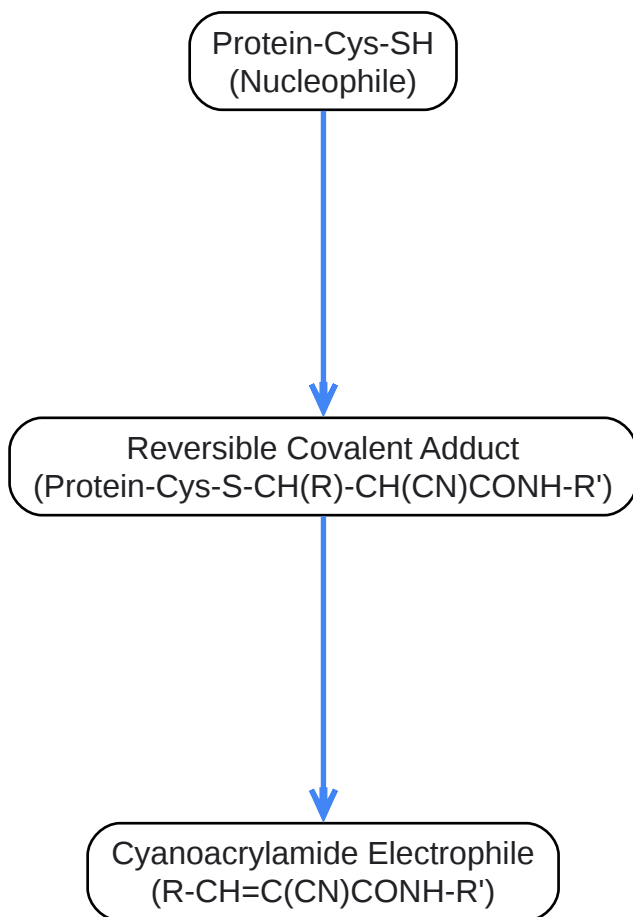 Protein-Cys-SH
(Nucleophile)
Reversible Covalent Adduct
(Protein-Cys-S-CH(R)-CH(CN)CONH-R')
Cyanoacrylamide Electrophile
(R-CH=C(CN)CONH-R')